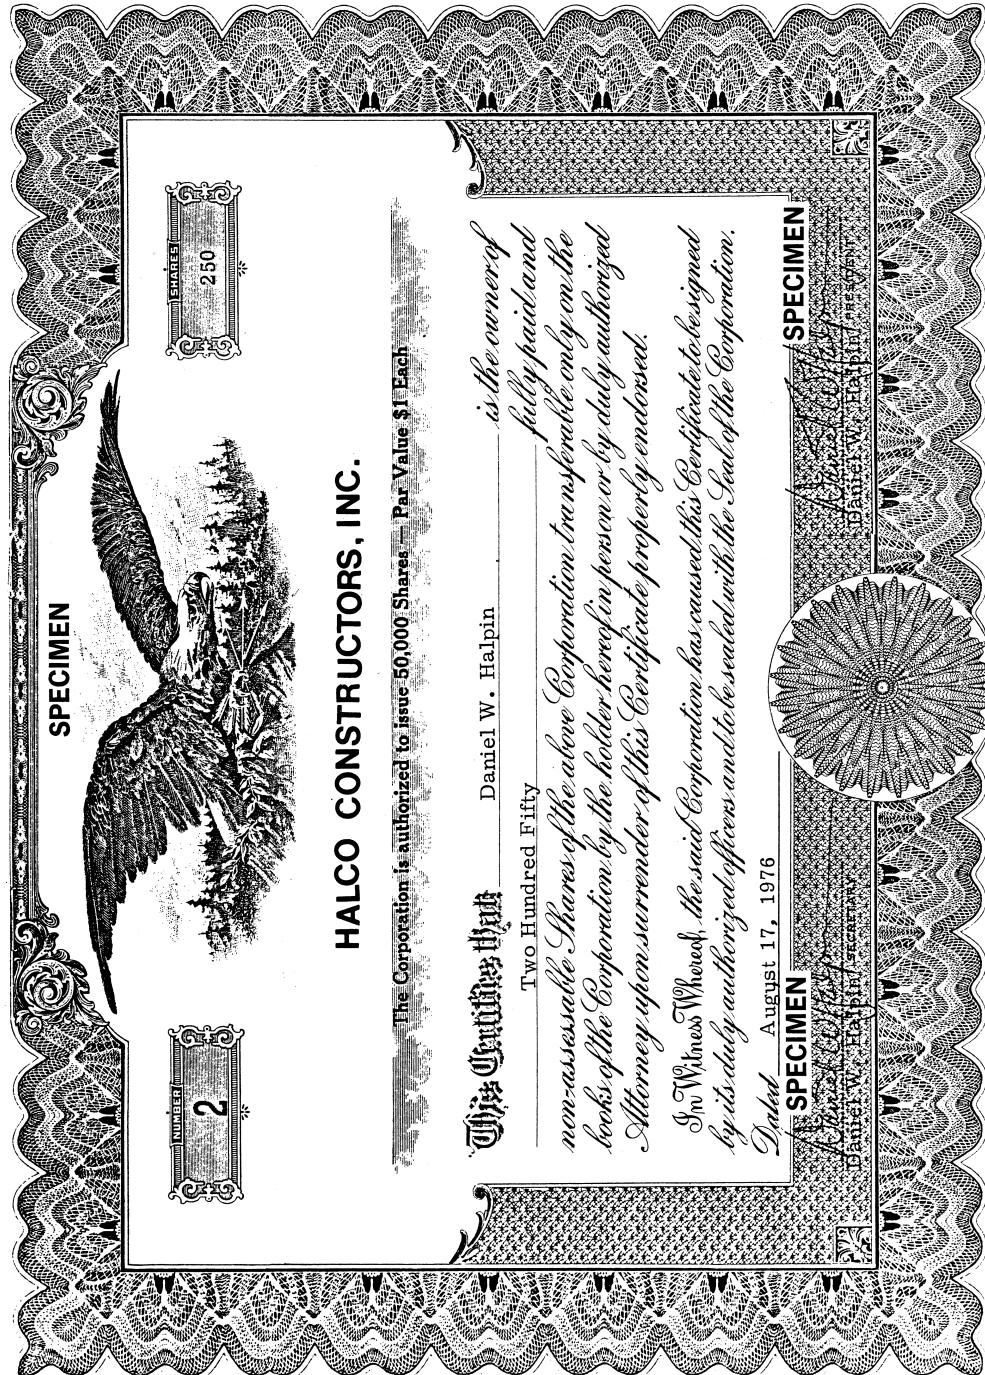 SPECIMEN
NUMBER
2
SHARES
250
HALCO CONSTRUCTORS, INC.
The Corporation is authorized to issue 50,000 Shares — Par Value $1 Each
This Certifies that Daniel W. Halpin is the owner of
Two Hundred Fifty fully paid and
non-assessable Shares of the above Corporation transferable only on the
books of the Corporation by the holder hereof in person or by duly authorized
Attorney upon surrender of this Certificate properly endorsed.
In Witness Whereof, the said Corporation has caused this Certificate to be signed
by its duly authorized officers and to be sealed with the Seal of the Corporation.
Dated August 17, 1976
SPECIMEN SPECIMEN
Daniel W. Halpin Daniel W. Halpin
Daniel W. Halpin SECRETARY Daniel W. Halpin PRESIDENT